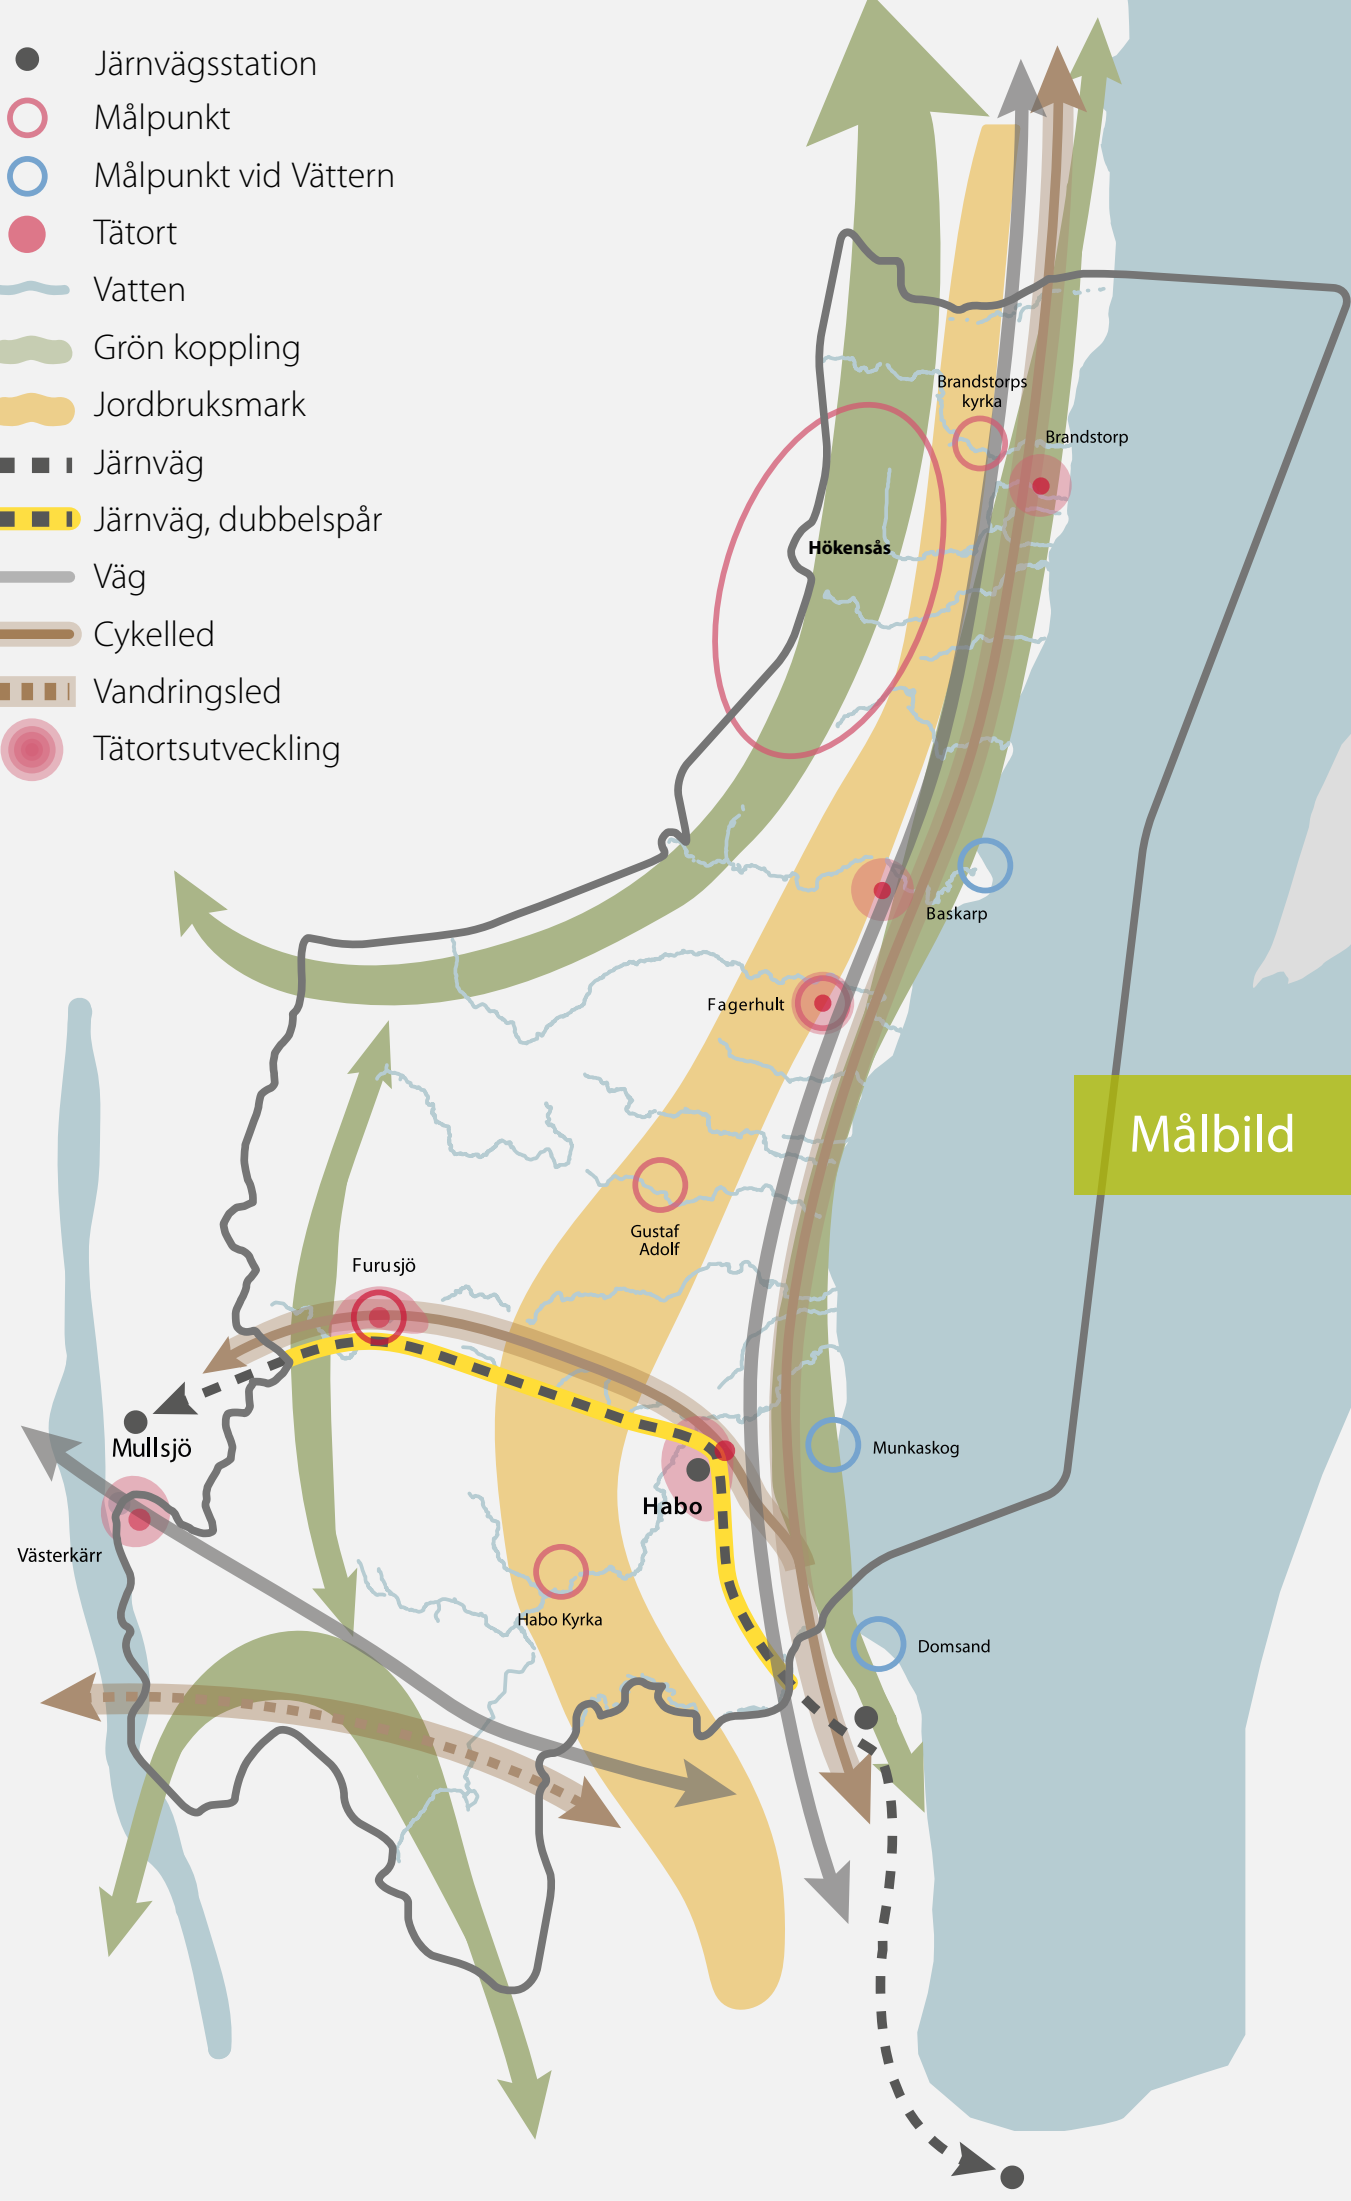 Järnvägsstation
Målpunkt
Målpunkt vid Vättern
Tätort
Vatten
Grön koppling
Jordbruksmark
Järnväg
Järnväg, dubbelspår
Väg
Cykelled
Vandringsled
Tätortsutveckling
Brandstorps
kyrka
Brandstorp
Hökensås
Baskarp
Fagerhult
Målbild
Gustaf
Adolf
Furusjö
Mullsjö
Munkaskog
Habo
Västerkärr
Habo Kyrka
Domsand